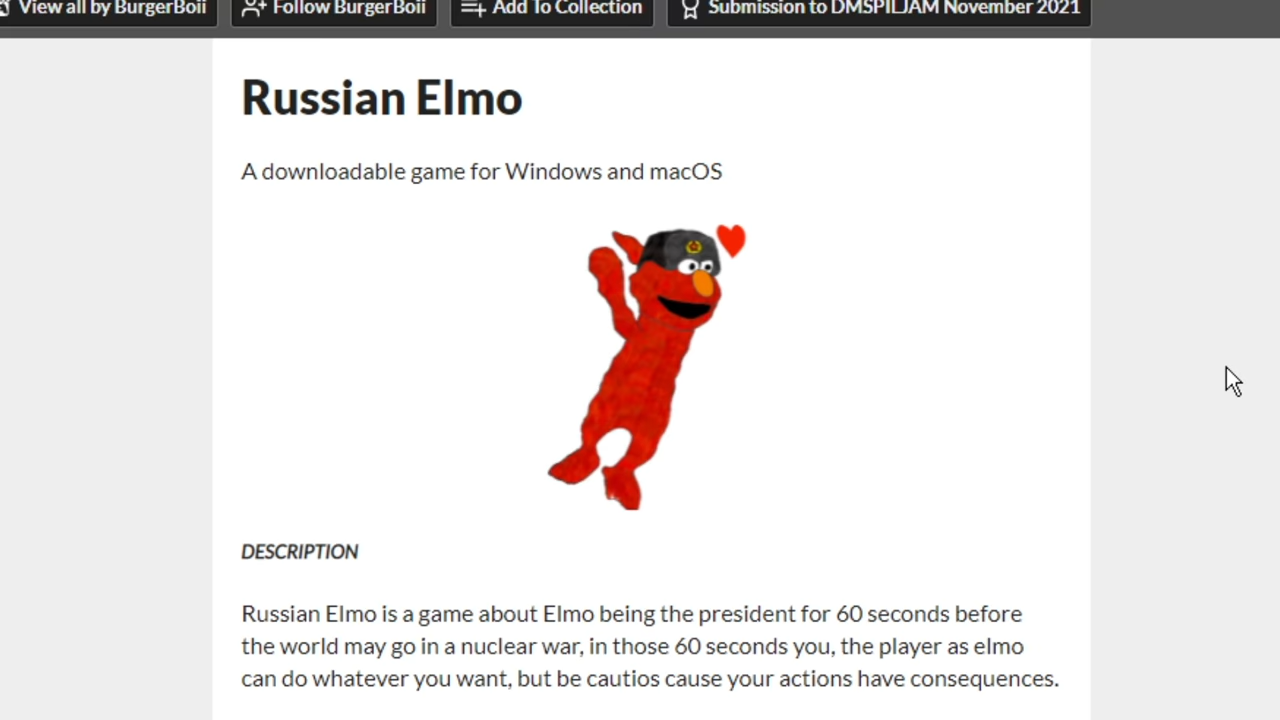 View all by BurgerBoii Follow BurgerBoii Add To Collection Submission to DMSPILJAM November 2021
Russian Elmo
A downloadable game for Windows and macOS
DESCRIPTION
Russian Elmo is a game about Elmo being the president for 60 seconds before
the world may go in a nuclear war, in those 60 seconds you, the player as elmo
can do whatever you want, but be cautios cause your actions have consequences.